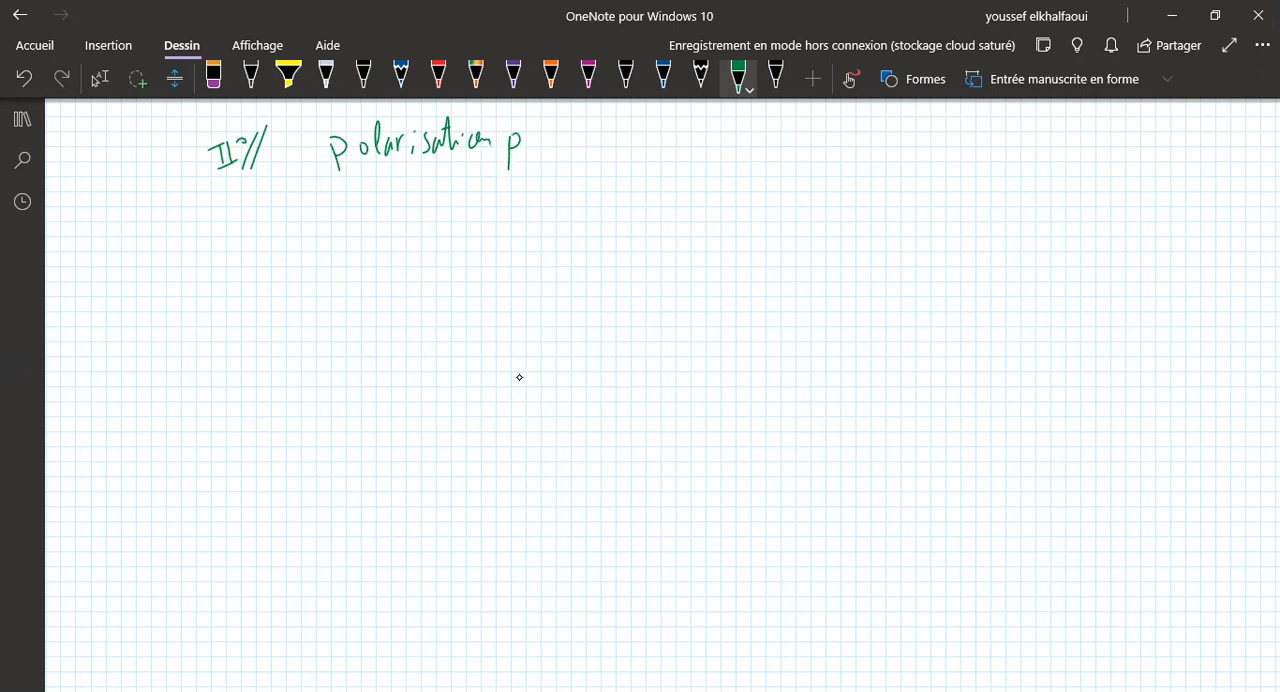 OneNote pour Windows 10
youssef elkhalfaoui
Accueil Insertion Dessin Affichage Aide
Enregistrement en mode hors connexion (stockage cloud saturé)
Partager
Formes
Entrée manuscrite en forme
II°// Polarisation p